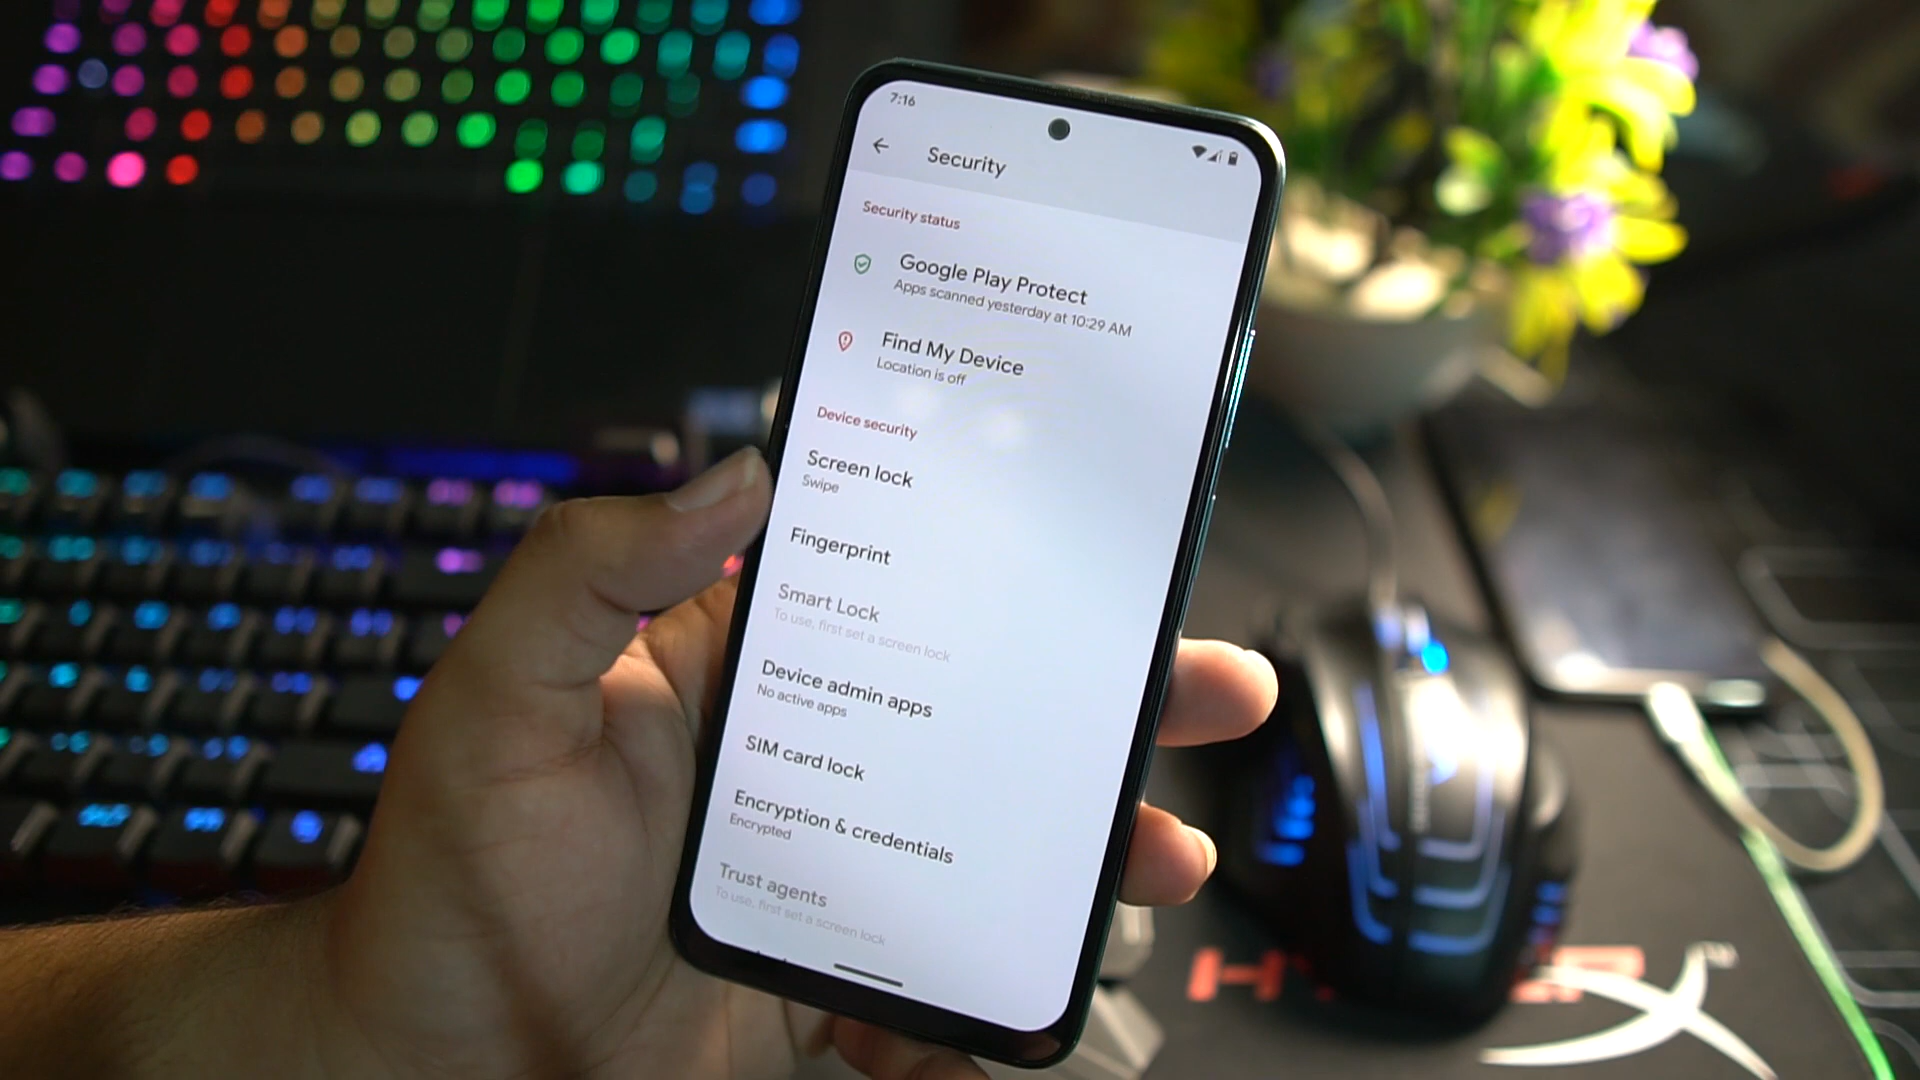 7:16
Security
Security status
Google Play Protect
Apps scanned yesterday at 10:29 AM
Find My Device
Location is off
Device security
Screen lock
Swipe
Fingerprint
Smart Lock
To use, first set a screen lock
Device admin apps
No active apps
SIM card lock
Encryption & credentials
Encrypted
Trust agents
To use, first set a screen lock